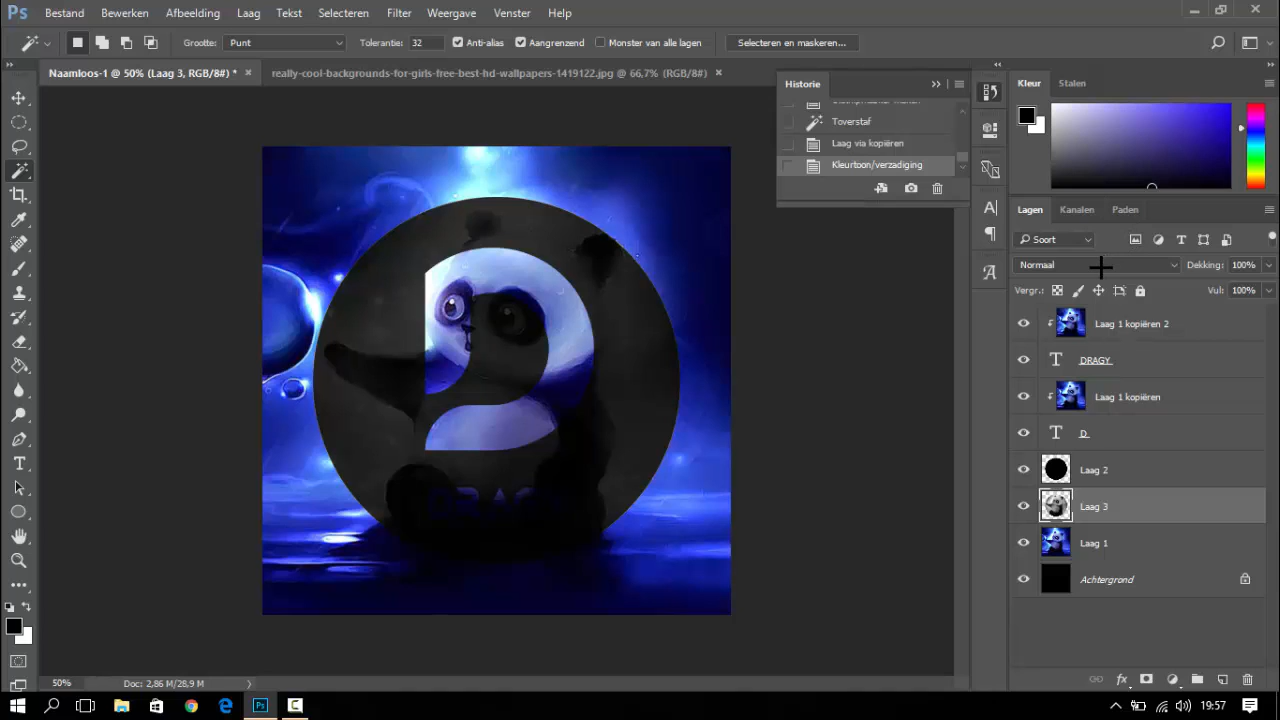 Ps Bestand Bewerken Afbeelding Laag Tekst Selecteren Filter Weergave Venster Help
Grootte: Punt Tolerantie: 32 Anti-alias Aangrenzend Monster van alle lagen Selecteren en maskeren...
Naamloos-1 @ 50% (Laag 3, RGB/8#) * × really-cool-backgrounds-for-girls-free-best-hd-wallpapers-1419122.jpg @ 66,7% (RGB/8#) ×
Historie
Toverstaf
Laag via kopiëren
Kleurtoon/verzadiging
Kleur Stalen
Lagen Kanalen Paden
Soort
Normaal Dekking: 100%
Vergr.: Vul: 100%
Laag 1 kopiëren 2
DRAGY
Laag 1 kopiëren
D
Laag 2
Laag 3
Laag 1
Achtergrond
D
DRAGY
50% Doc: 2,86 M/28,9 M
19:57